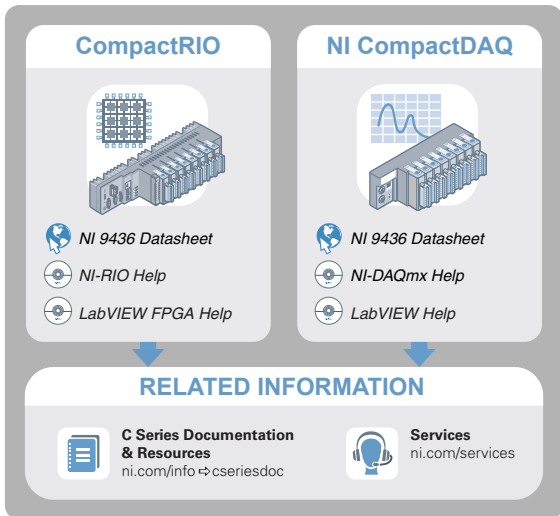 CompactRIO
NI 9436 Datasheet
NI-RIO Help
LabVIEW FPGA Help
NI CompactDAQ
NI 9436 Datasheet
NI-DAQmx Help
LabVIEW Help
RELATED INFORMATION
C Series Documentation
& Resources
ni.com/info ⇨ cseriesdoc
Services
ni.com/services